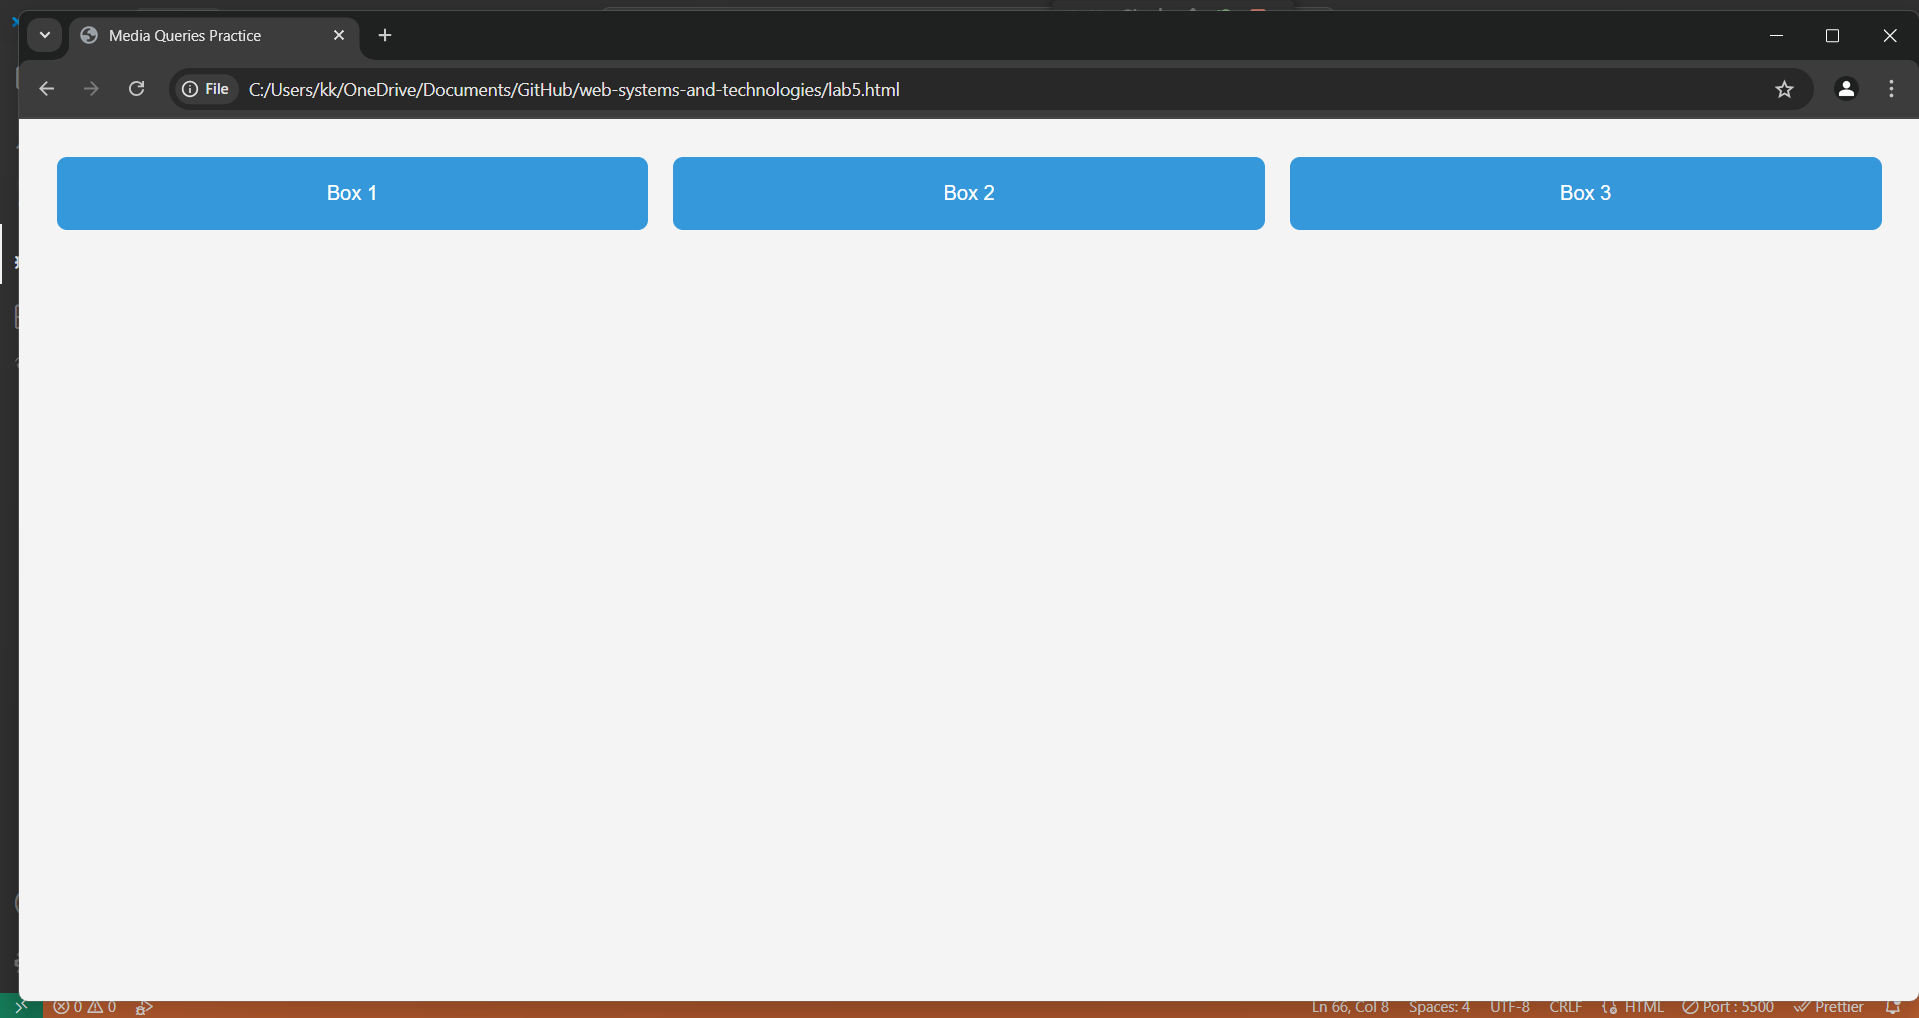 Media Queries Practice
File C:/Users/kk/OneDrive/Documents/GitHub/web-systems-and-technologies/lab5.html
Box 1 Box 2 Box 3
0 0 Ln 66, Col 8 Spaces: 4 UTF-8 CRLF HTML Port : 5500 Prettier